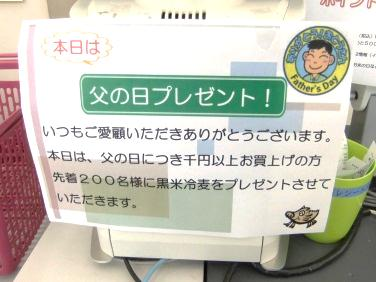 本日は
父の日プレゼント！
Father's Day
いつもご愛顧いただきありがとうございます。
本日は、父の日につき千円以上お買上げの方
先着２００名様に黒米冷麦をプレゼントさせて
いただきます。
ポイント